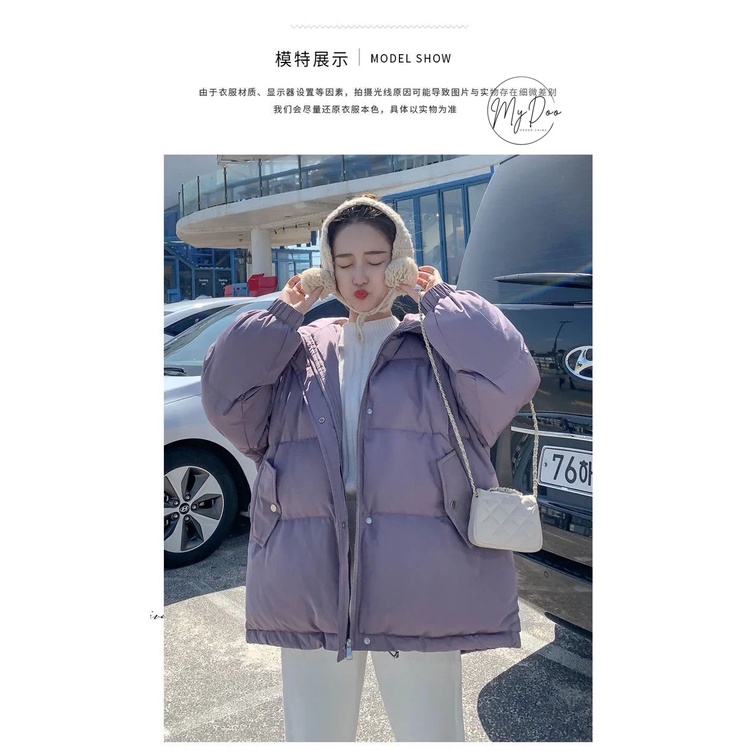 模特展示 | MODEL SHOW
由于衣服材质、显示器设置等因素，拍摄光线原因可能导致图片与实物存在细微差别
我们会尽量还原衣服本色，具体以实物为准
MyDoo
76하